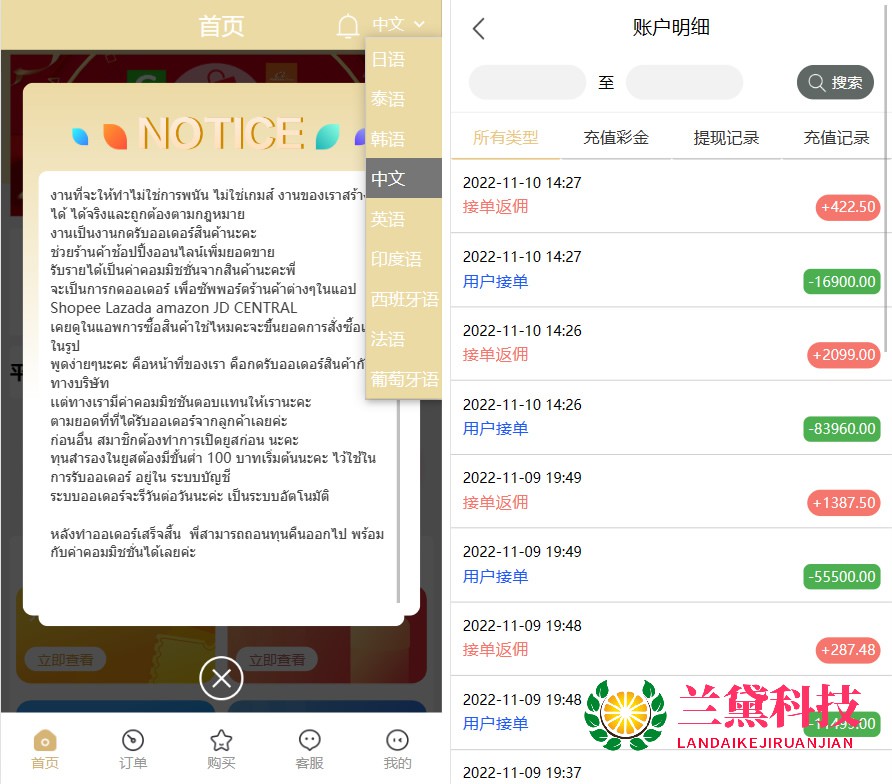 首页
中文
日语
泰语
韩语
中文
英语
印度语
西班牙语
法语
葡萄牙语
NOTICE
งานที่จะให้ทำไม่ใช่การพนัน ไม่ใช่เกมส์ งานของเราสร้าง
ได้ ได้จริงและถูกต้องตามกฎหมาย
งานเป็นงานกดรับออเดอร์สินค้านะคะ
ช่วยร้านค้าช้อปปิ้งออนไลน์เพิ่มยอดขาย
รับรายได้เป็นค่าคอมมิชชั่นจากสินค้านะคะพี่
จะเป็นการกดออเดอร์ เพื่อซัพพอร์ตร้านค้าต่างๆในแอป
Shopee Lazada amazon JD CENTRAL
เคยดูในแอพการซื้อสินค้าใช่ไหมคะจะขึ้นยอดการสั่งซื้อ
ในรูป
พูดง่ายๆนะคะ คือหน้าที่ของเรา คือกดรับออเดอร์สินค้า
ทางบริษัท
แต่ทางเรามีค่าคอมมิชชันตอบแทนให้เรานะคะ
ตามยอดที่ที่ได้รับออเดอร์จากลูกค้าเลยค่ะ
ก่อนอื่น สมาชิกต้องทำการเปิดยูสก่อน นะคะ
ทุนสำรองในยูสต้องมีขั้นต่ำ 100 บาทเริ่มต้นนะคะ ไว้ใช้ใน
การรับออเดอร์ อยู่ใน ระบบบัญชี
ระบบออเดอร์จะรีวันต่อวันนะค่ะ เป็นระบบอัตโนมัติ
หลังทำออเดอร์เสร็จสิ้น พี่สามารถถอนทุนคืนออกไป พร้อม
กับค่าคอมมิชชั่นได้เลยค่ะ
立即查看
立即查看
首页
订单
购买
客服
我的
账户明细
至
搜索
所有类型
充值彩金
提现记录
充值记录
2022-11-10 14:27
接单返佣
+422.50
2022-11-10 14:27
用户接单
-16900.00
2022-11-10 14:26
接单返佣
+2099.00
2022-11-10 14:26
用户接单
-83960.00
2022-11-09 19:49
接单返佣
+1387.50
2022-11-09 19:49
用户接单
-55500.00
2022-11-09 19:48
接单返佣
+287.48
2022-11-09 19:48
用户接单
兰黛科技
LANDAIKEJIRUANJIAN
2022-11-09 19:37